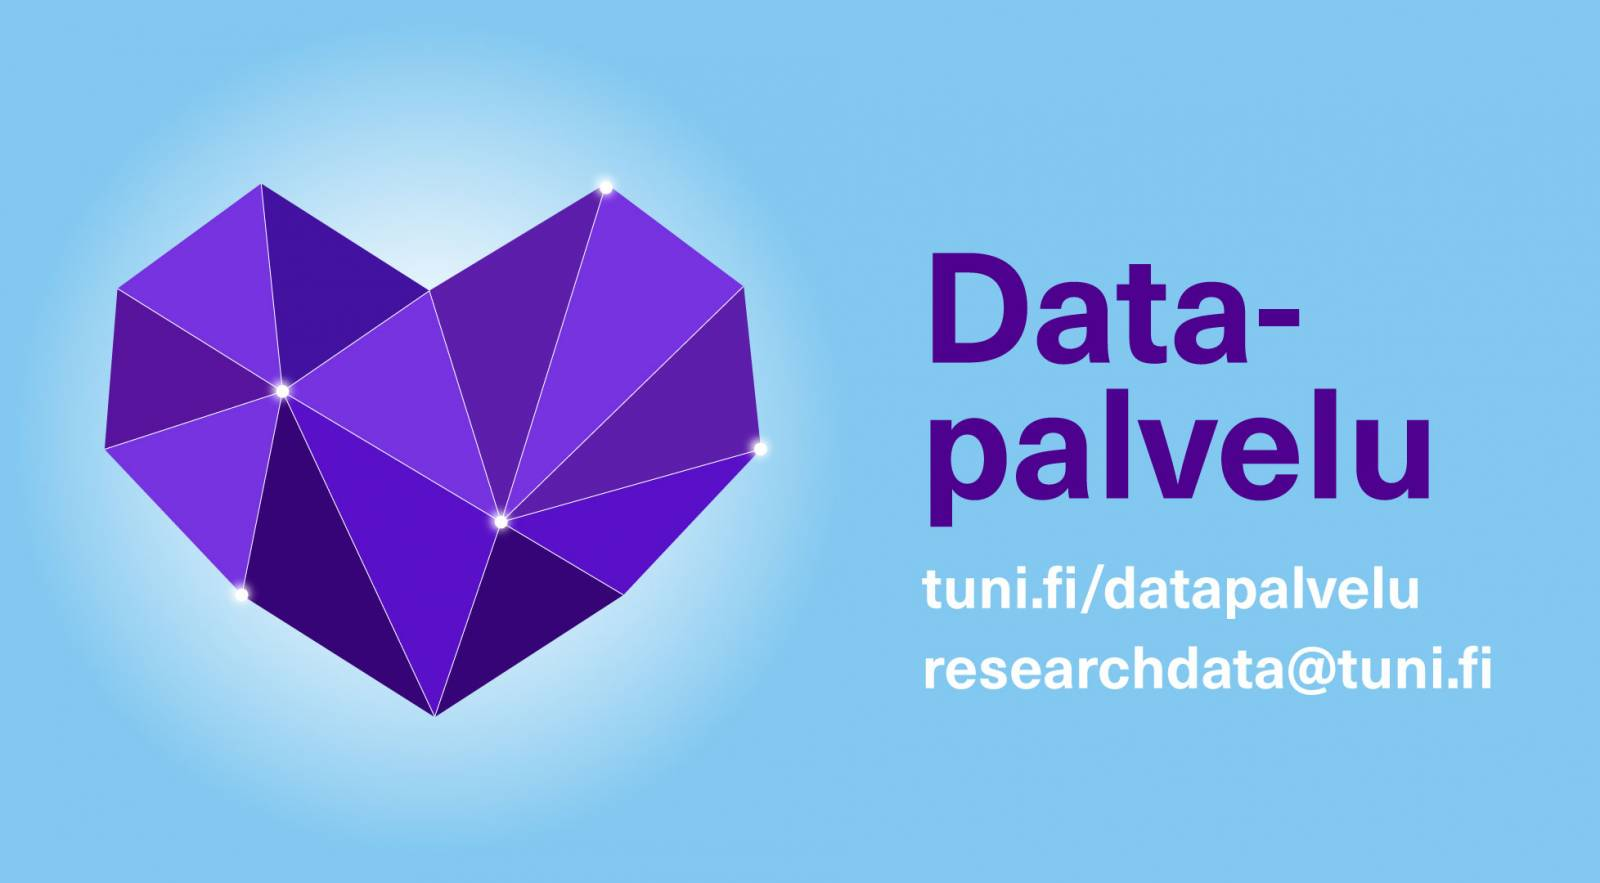 Data-
palvelu
tuni.fi/datapalvelu
researchdata@tuni.fi